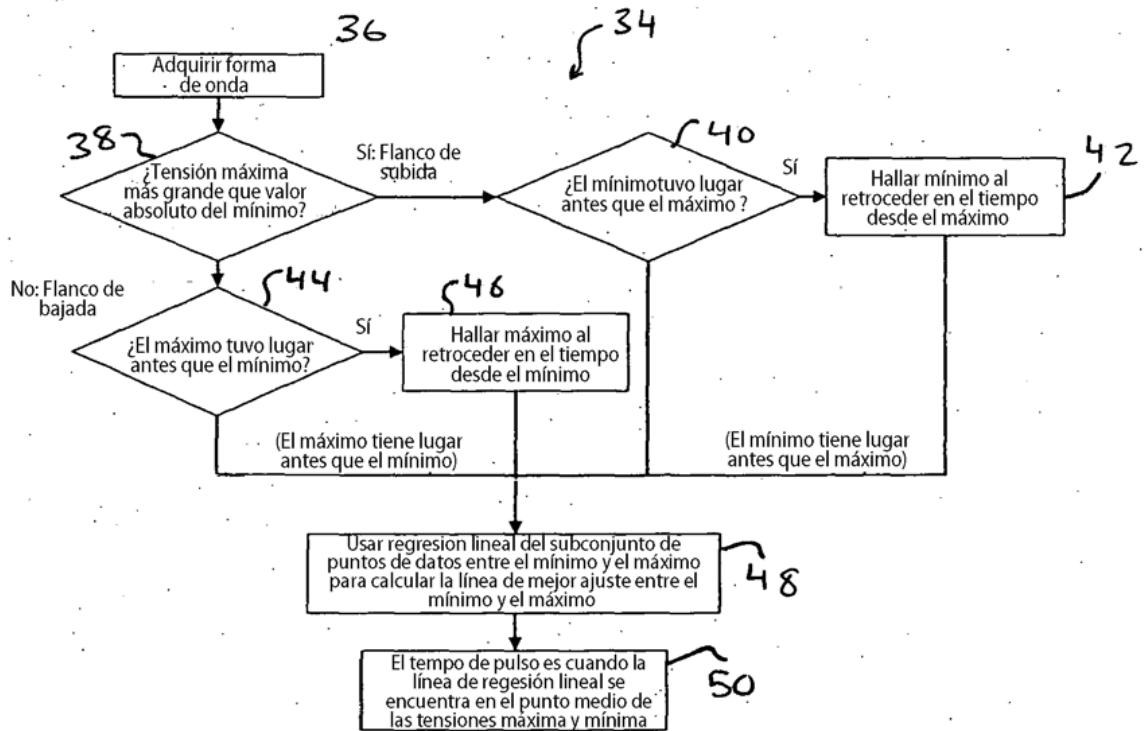 36
34
Adquirir forma
de onda
38
¿Tensión máxima
más grande que valor
absoluto del mínimo?
Sí: Flanco de
subida
40
¿El mínimotuvo lugar
antes que el máximo ?
Sí
42
Hallar mínimo al
retroceder en el tiempo
desde el máximo
No: Flanco de
bajada
44
¿El máximo tuvo lugar
antes que el mínimo?
Sí
46
Hallar máximo al
retroceder en el tiempo
desde el mínimo
(El máximo tiene lugar
antes que el mínimo)
(El mínimo tiene lugar
antes que el máximo)
Usar regresion lineal del subconjunto de
puntos de datos entre el mínimo y el máximo
para calcular la línea de mejor ajuste entre el
mínimo y el máximo
48
El tempo de pulso es cuando la
línea de regesión lineal se
encuentra en el punto medio de
las tensiones máxima y mínima
50